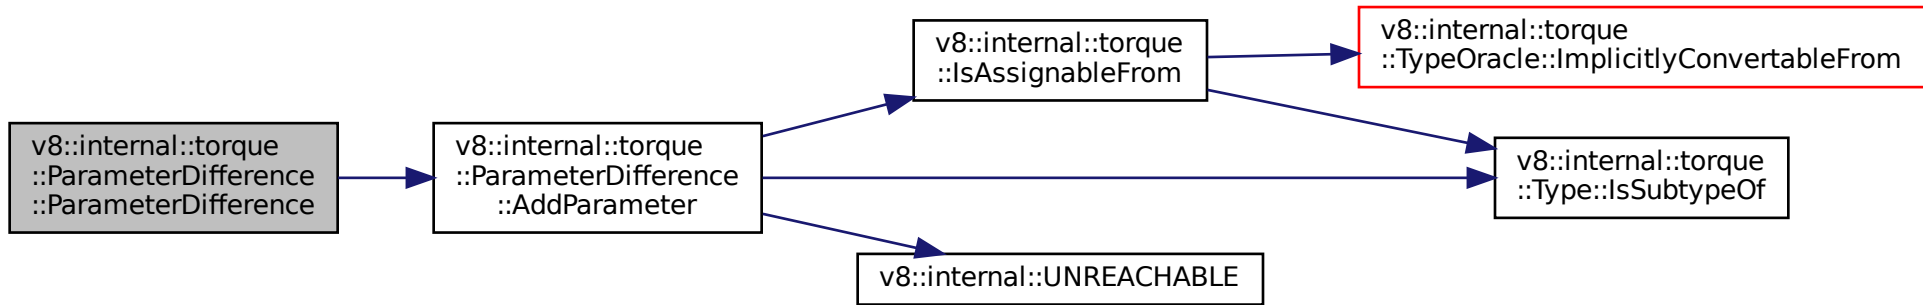 v8::internal::torque
::ParameterDifference
::ParameterDifference
v8::internal::torque
::ParameterDifference
::AddParameter
v8::internal::torque
::IsAssignableFrom
v8::internal::torque
::TypeOracle::ImplicitlyConvertableFrom
v8::internal::torque
::Type::IsSubtypeOf
v8::internal::UNREACHABLE